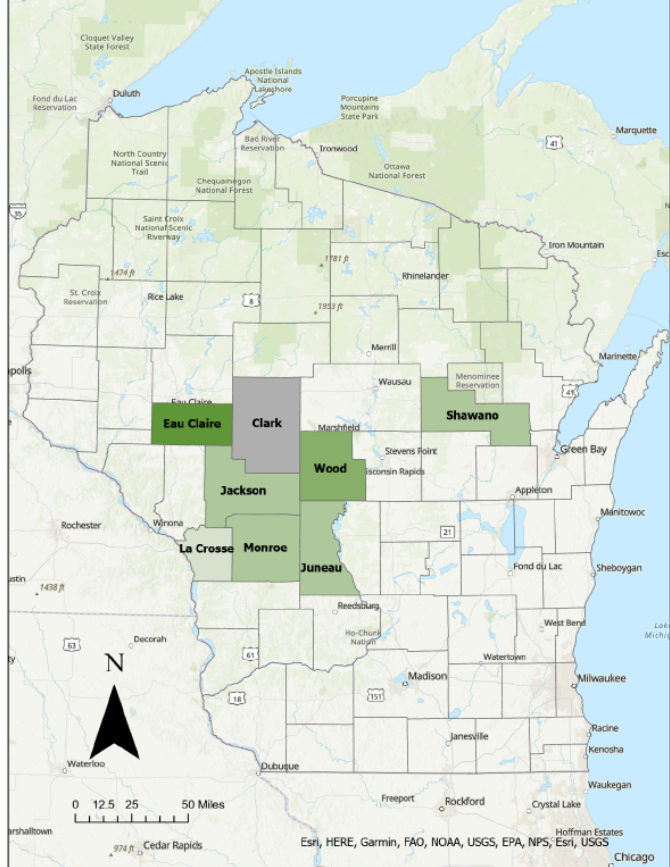 Cloquet Valley
State Forest
Apostle Islands
National
Lakeshore
Fond du Lac
Reservation
Duluth
Porcupine
Mountains
State Park
Marquette
Bad River
Reservation
Ironwood
41
North Country
National Scenic
Trail
Ottawa
National Forest
Chequamegon
National Forest
35
Saint Croix
National Scenic
Riverway
Iron Mountain
1781 ft
1474 ft
Rhinelander
St. Croix
Reservation
Rice Lake
8
1953 ft
Merrill
Marinette
Menominee
Reservation
Wausau
41
Eau Claire
Eau Claire
Clark
Shawano
Marshfield
Stevens Point
Green Bay
Wood
isconsin Rapids
Jackson
Appleton
Manitowoc
Rochester
Winona
21
La Crosse
Monroe
Juneau
Fond du Lac
Sheboygan
1438 ft
Reedsburg
West Bend
Decorah
63
Ho-Chunk
Nation
61
Watertown
N
Madison
Milwaukee
18
151
Janesville
Racine
Kenosha
Waterloo
Dubuque
Waukegan
0 12.5 25 50 Miles
Freeport
Rockford
Crystal Lake
Hoffman Estates
974 ft
Cedar Rapids
Esri, HERE, Garmin, FAO, NOAA, USGS, EPA, NPS, Esri, USGS
Chicago